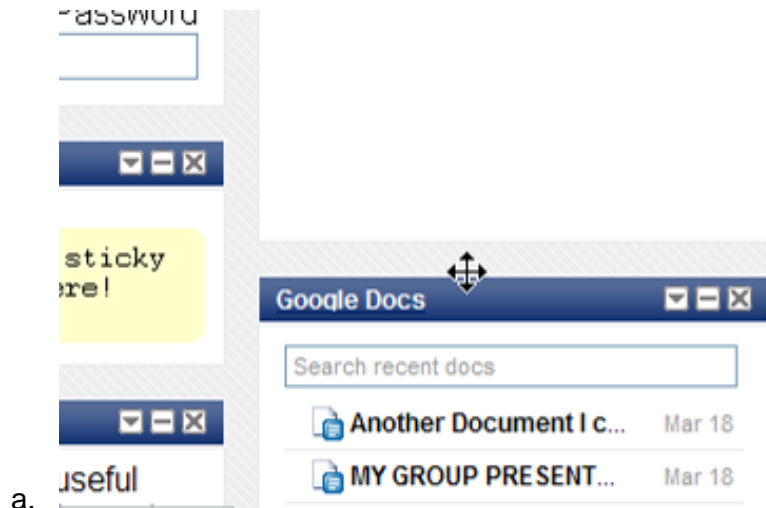 Password
sticky
ere!
Google Docs
Search recent docs
Another Document I c... Mar 18
MY GROUP PRESENT... Mar 18
useful
a.